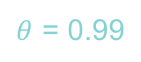 θ = 0.99